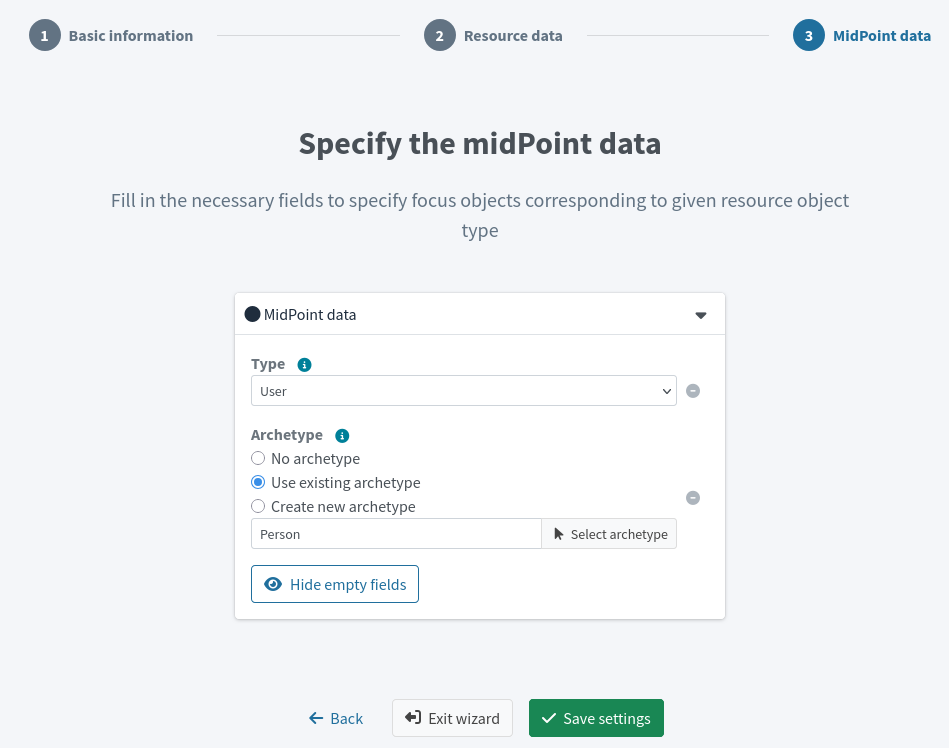 1 Basic information
2 Resource data
3 MidPoint data
Specify the midPoint data
Fill in the necessary fields to specify focus objects corresponding to given resource object
type
MidPoint data
Type
User
Archetype
No archetype
Use existing archetype
Create new archetype
Person
Select archetype
Hide empty fields
Back
Exit wizard
Save settings